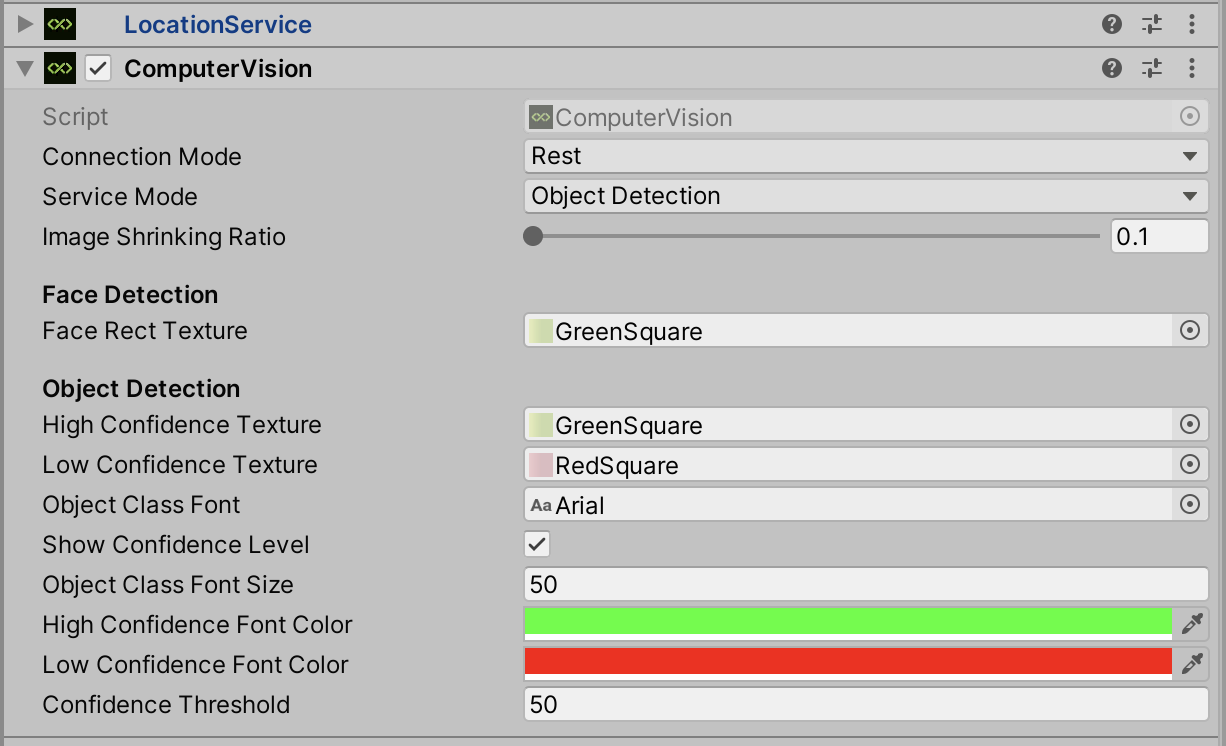 LocationService
ComputerVision
Script ComputerVision
Connection Mode Rest
Service Mode Object Detection
Image Shrinking Ratio 0.1
Face Detection
Face Rect Texture GreenSquare
Object Detection
High Confidence Texture GreenSquare
Low Confidence Texture RedSquare
Object Class Font Aa Arial
Show Confidence Level
Object Class Font Size 50
High Confidence Font Color
Low Confidence Font Color
Confidence Threshold 50